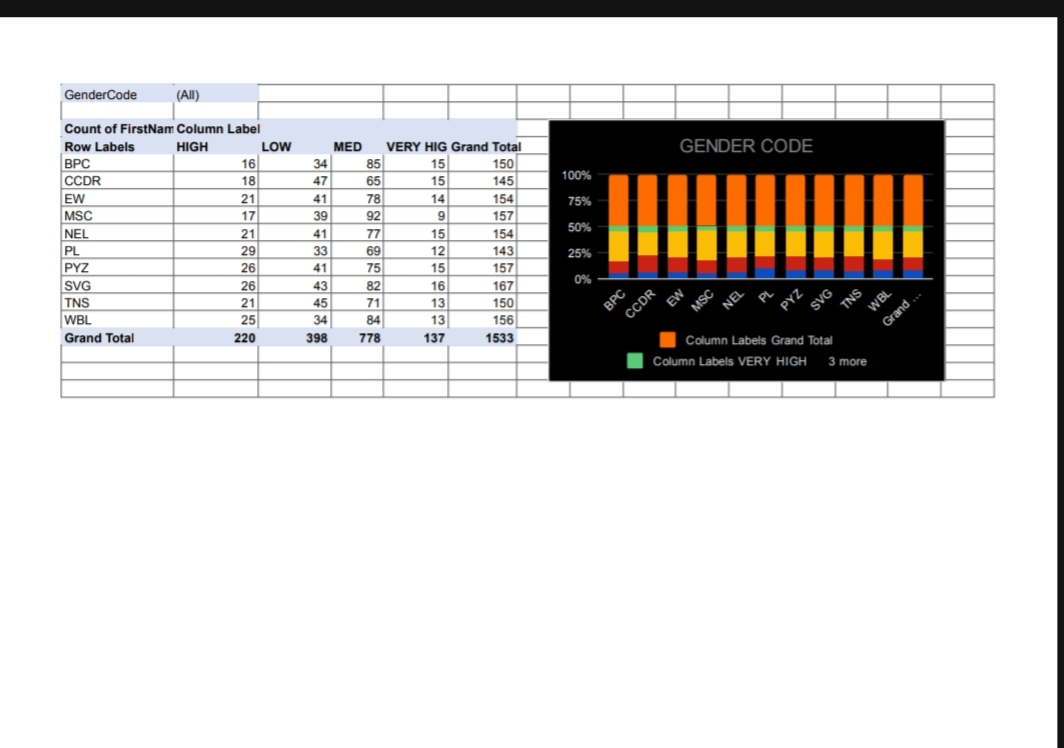 GenderCode (All)
Count of FirstNam Column Label
Row Labels HIGH LOW MED VERY HIG Grand Total
BPC 16 34 85 15 150
CCDR 18 47 65 15 145
EW 21 41 78 14 154
MSC 17 39 92 9 157
NEL 21 41 77 15 154
PL 29 33 69 12 143
PYZ 26 41 75 15 157
SVG 26 43 82 16 167
TNS 21 45 71 13 150
WBL 25 34 84 13 156
Grand Total 220 398 778 137 1533
GENDER CODE
100%
75%
50%
25%
0%
BPC CCDR EW MSC NEL PL PYZ SVG TNS WBL Grand ...
Column Labels Grand Total
Column Labels VERY HIGH 3 more